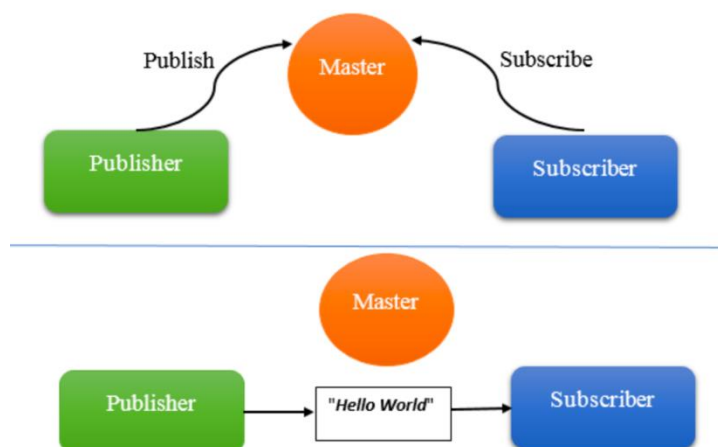 Publish
Master
Subscribe
Publisher
Subscriber
Master
Publisher
"Hello World"
Subscriber